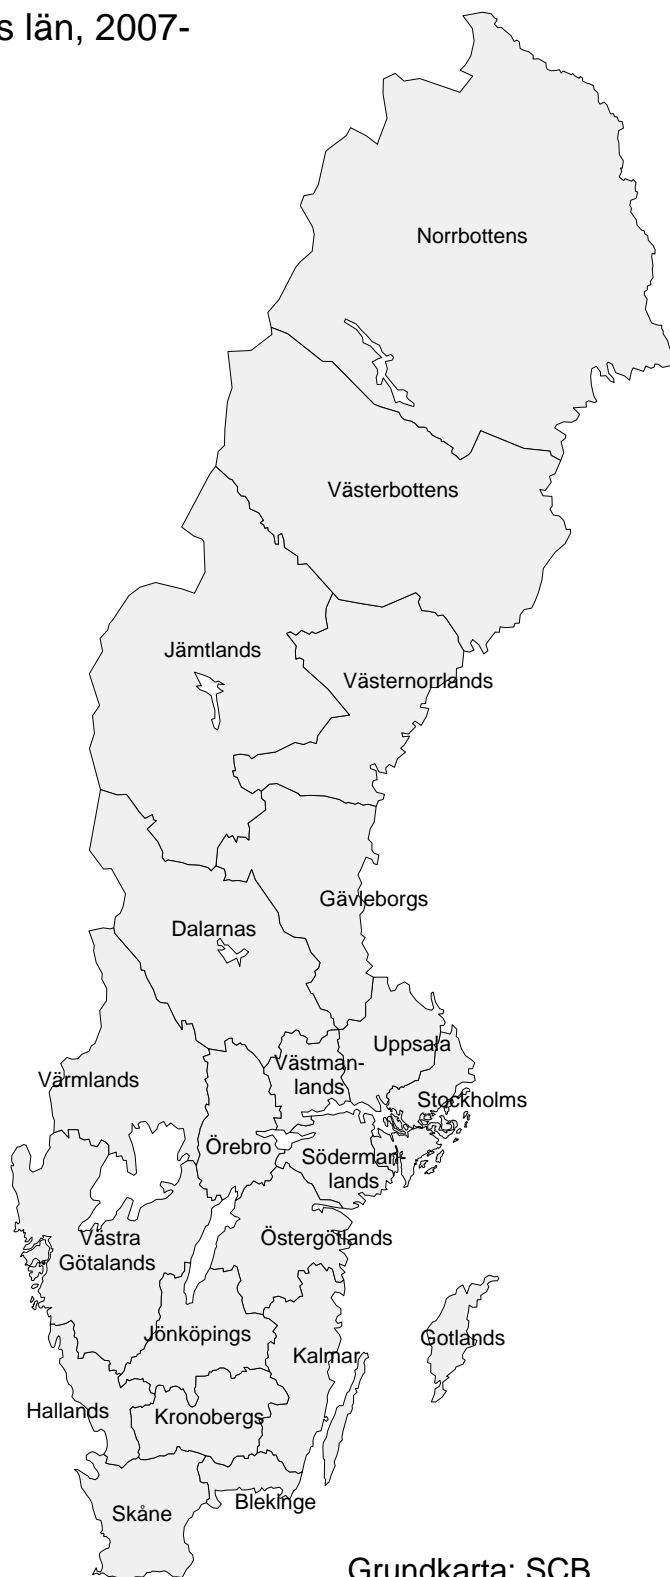 s län, 2007-
Norrbottens
Västerbottens
Jämtlands
Västernorrlands
Gävleborgs
Dalarnas
Uppsala
Västman-
lands
Värmlands
Stockholms
Örebro
Söderman-
lands
Västra
Götalands
Östergötlands
Jönköpings
Gotlands
Kalmar
Hallands
Kronobergs
Blekinge
Skåne
Grundkarta: SCB